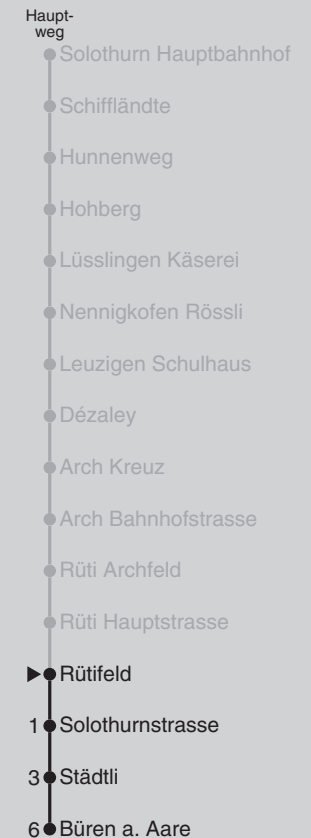 Haupt-
weg
Solothurn Hauptbahnhof
Schiffländte
Hunnenweg
Hohberg
Lüsslingen Käserei
Nennigkofen Rössli
Leuzigen Schulhaus
Dézaley
Arch Kreuz
Arch Bahnhofstrasse
Rüti Archfeld
Rüti Hauptstrasse
Rütifeld
1 Solothurnstrasse
3 Städtli
6 Büren a. Aare